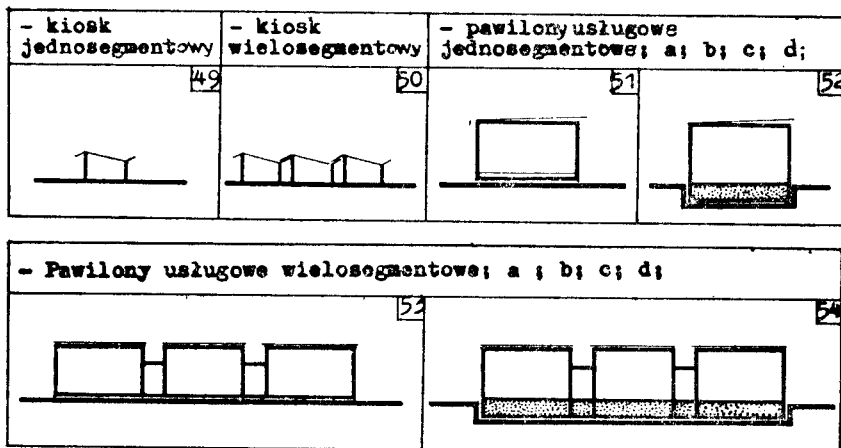 - kiosk
jednosegmentowy
- kiosk
wielosegmentowy
- pawilony usługowe
jednosegmentowe; a; b; c; d;
49
50
51
52
- Pawilony usługowe wielosegmentowe; a ; b; c; d;
53
54